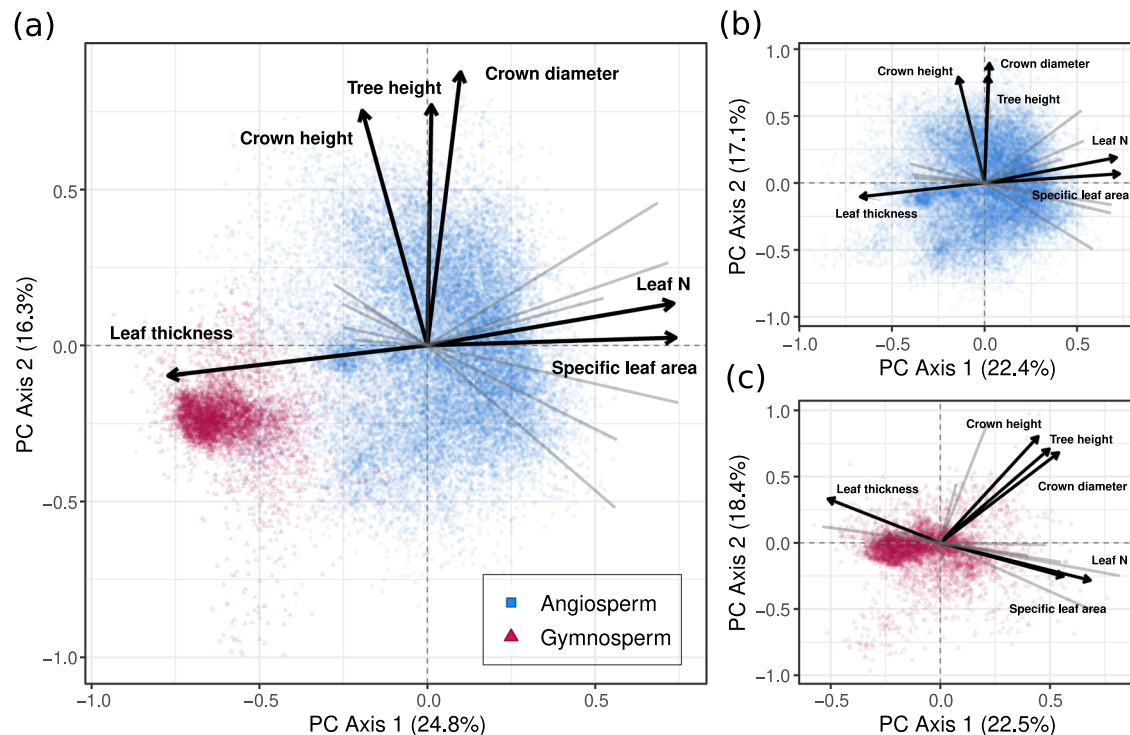 (a)
Crown diameter
Tree height
Crown height
Leaf N
Leaf thickness
Specific leaf area
0.5
0.0
−0.5
−1.0
PC Axis 2 (16.3%)
Angiosperm
Gymnosperm
−1.0
−0.5
0.0
0.5
PC Axis 1 (24.8%)
(b)
1.0
0.5
0.0
−0.5
−1.0
PC Axis 2 (17.1%)
Crown height
Crown diameter
Tree height
Leaf N
Specific leaf area
Leaf thickness
−1.0
−0.5
0.0
0.5
PC Axis 1 (22.4%)
(c)
1.0
0.5
0.0
−0.5
−1.0
PC Axis 2 (18.4%)
Crown height
Tree height
Leaf thickness
Crown diameter
Leaf N
Specific leaf area
−0.5
0.0
0.5
PC Axis 1 (22.5%)